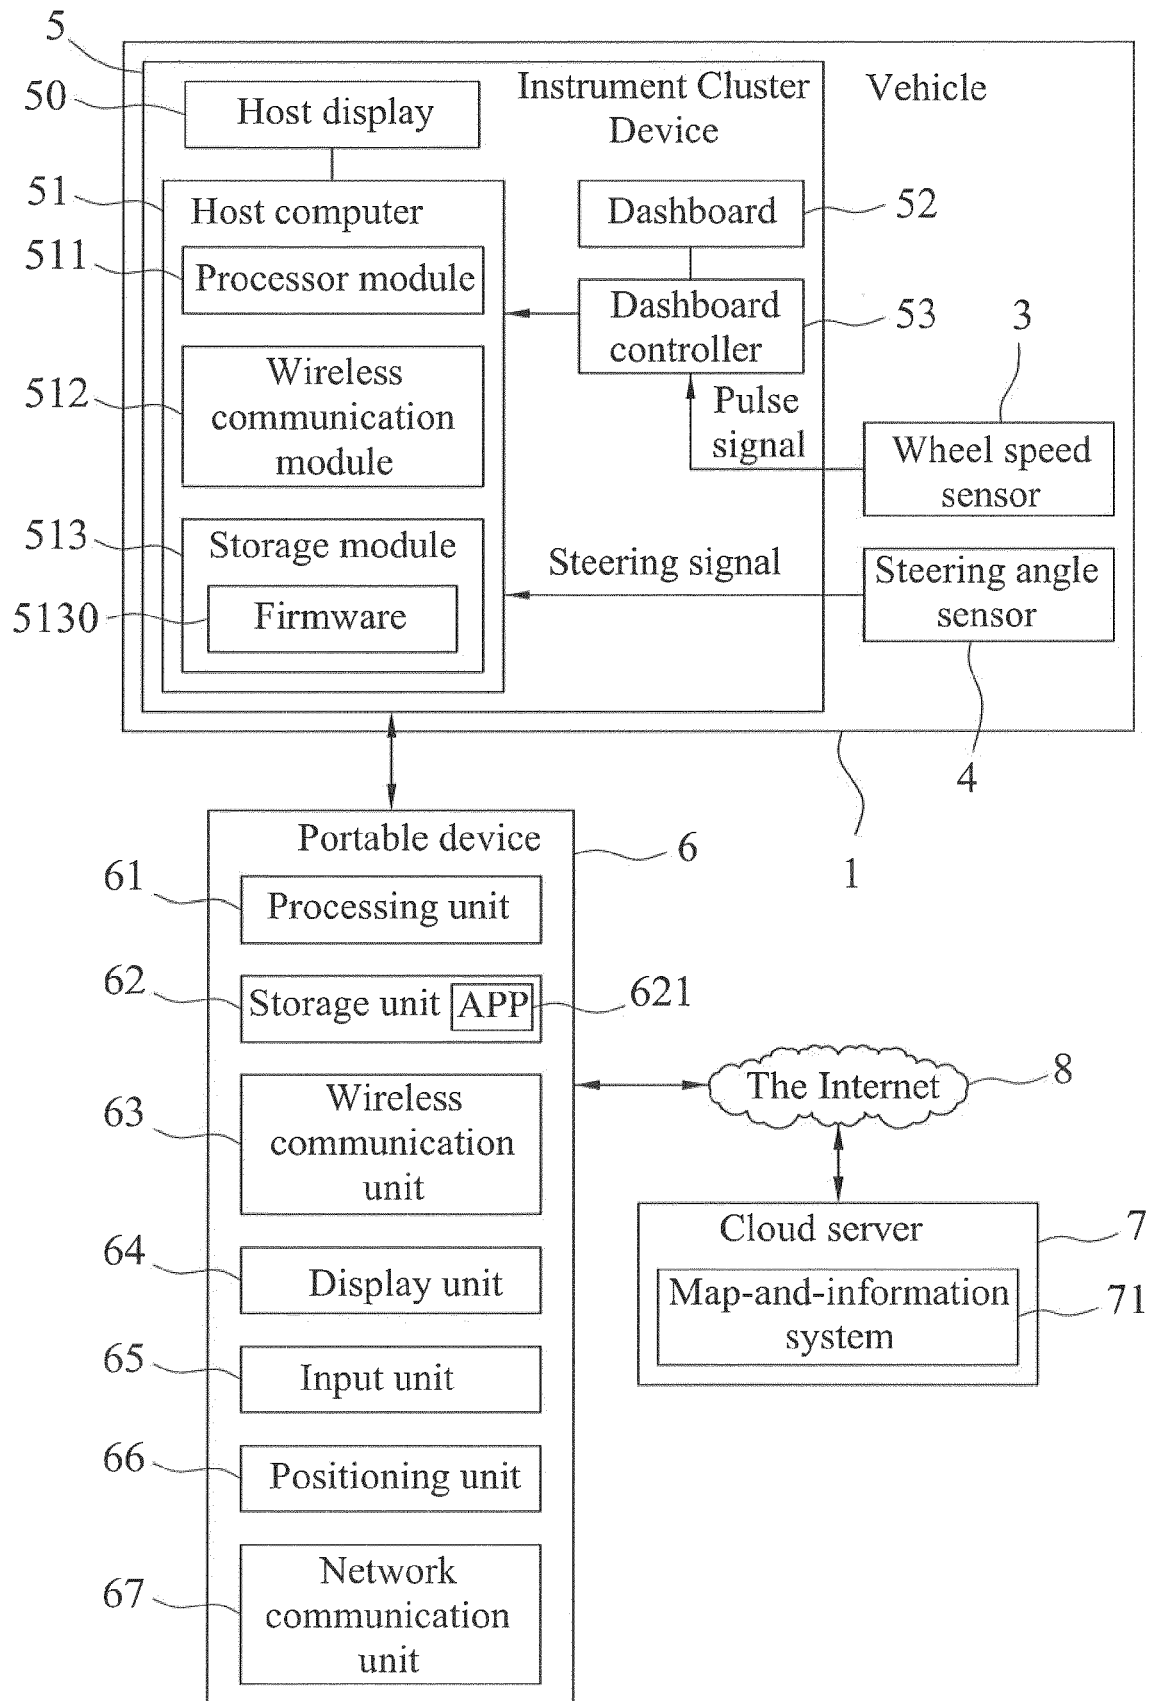 5
50
Host display
Instrument Cluster
Device
Vehicle
51
Host computer
511
Processor module
512
Wireless
communication
module
513
Storage module
5130
Firmware
Dashboard
52
Dashboard
controller
53
Pulse
signal
3
Wheel speed
sensor
Steering signal
Steering angle
sensor
4
1
Portable device
6
61
Processing unit
62
Storage unit
APP
621
63
Wireless
communication
unit
64
Display unit
65
Input unit
66
Positioning unit
67
Network
communication
unit
The Internet
8
Cloud server
7
Map-and-information
system
71